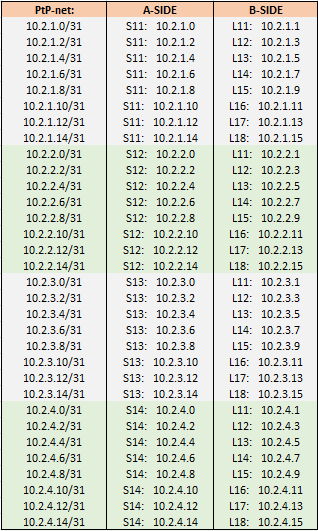 PtP-net: A-SIDE B-SIDE
10.2.1.0/31 S11: 10.2.1.0 L11: 10.2.1.1
10.2.1.2/31 S11: 10.2.1.2 L12: 10.2.1.3
10.2.1.4/31 S11: 10.2.1.4 L13: 10.2.1.5
10.2.1.6/31 S11: 10.2.1.6 L14: 10.2.1.7
10.2.1.8/31 S11: 10.2.1.8 L15: 10.2.1.9
10.2.1.10/31 S11: 10.2.1.10 L16: 10.2.1.11
10.2.1.12/31 S11: 10.2.1.12 L17: 10.2.1.13
10.2.1.14/31 S11: 10.2.1.14 L18: 10.2.1.15
10.2.2.0/31 S12: 10.2.2.0 L11: 10.2.2.1
10.2.2.2/31 S12: 10.2.2.2 L12: 10.2.2.3
10.2.2.4/31 S12: 10.2.2.4 L13: 10.2.2.5
10.2.2.6/31 S12: 10.2.2.6 L14: 10.2.2.7
10.2.2.8/31 S12: 10.2.2.8 L15: 10.2.2.9
10.2.2.10/31 S12: 10.2.2.10 L16: 10.2.2.11
10.2.2.12/31 S12: 10.2.2.12 L17: 10.2.2.13
10.2.2.14/31 S12: 10.2.2.14 L18: 10.2.2.15
10.2.3.0/31 S13: 10.2.3.0 L11: 10.2.3.1
10.2.3.2/31 S13: 10.2.3.2 L12: 10.2.3.3
10.2.3.4/31 S13: 10.2.3.4 L13: 10.2.3.5
10.2.3.6/31 S13: 10.2.3.6 L14: 10.2.3.7
10.2.3.8/31 S13: 10.2.3.8 L15: 10.2.3.9
10.2.3.10/31 S13: 10.2.3.10 L16: 10.2.3.11
10.2.3.12/31 S13: 10.2.3.12 L17: 10.2.3.13
10.2.3.14/31 S13: 10.2.3.14 L18: 10.2.3.15
10.2.4.0/31 S14: 10.2.4.0 L11: 10.2.4.1
10.2.4.2/31 S14: 10.2.4.2 L12: 10.2.4.3
10.2.4.4/31 S14: 10.2.4.4 L13: 10.2.4.5
10.2.4.6/31 S14: 10.2.4.6 L14: 10.2.4.7
10.2.4.8/31 S14: 10.2.4.8 L15: 10.2.4.9
10.2.4.10/31 S14: 10.2.4.10 L16: 10.2.4.11
10.2.4.12/31 S14: 10.2.4.12 L17: 10.2.4.13
10.2.4.14/31 S14: 10.2.4.14 L18: 10.2.4.15